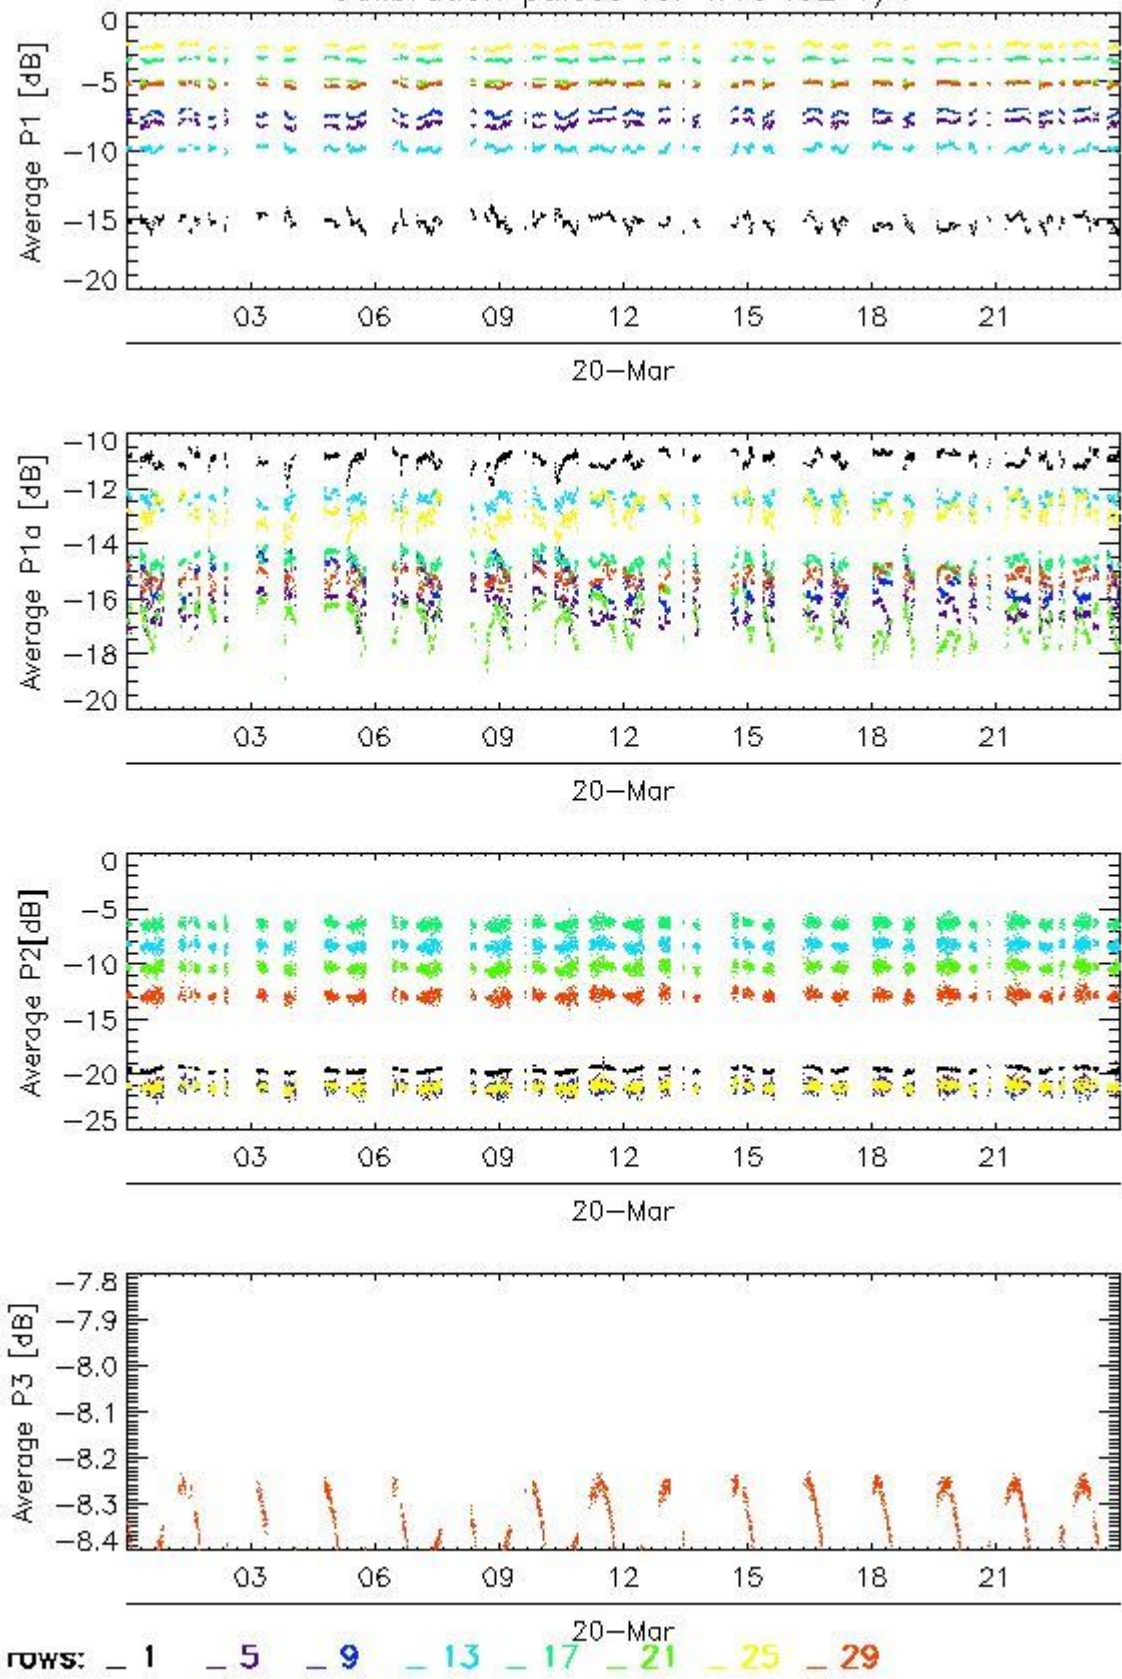 0
−5
−10
−15
−20
Average P1 [dB]
03 06 09 12 15 18 21
20−Mar
−10
−12
−14
−16
−18
−20
Average P1a [dB]
03 06 09 12 15 18 21
20−Mar
0
−5
−10
−15
−20
−25
Average P2[dB]
03 06 09 12 15 18 21
20−Mar
−7.8
−7.9
−8.0
−8.1
−8.2
−8.3
−8.4
Average P3 [dB]
03 06 09 12 15 18 21
20−Mar
rows: _ 1 _ 5 _ 9 _ 13 _ 17 _ 21 _ 25 _ 29